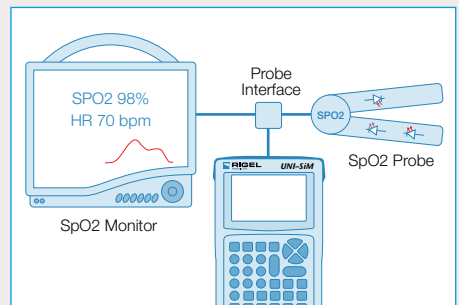 SPO2 98%
HR 70 bpm
Probe
Interface
SPO2
SpO2 Probe
RIGEL
UNI-SiM
SpO2 Monitor